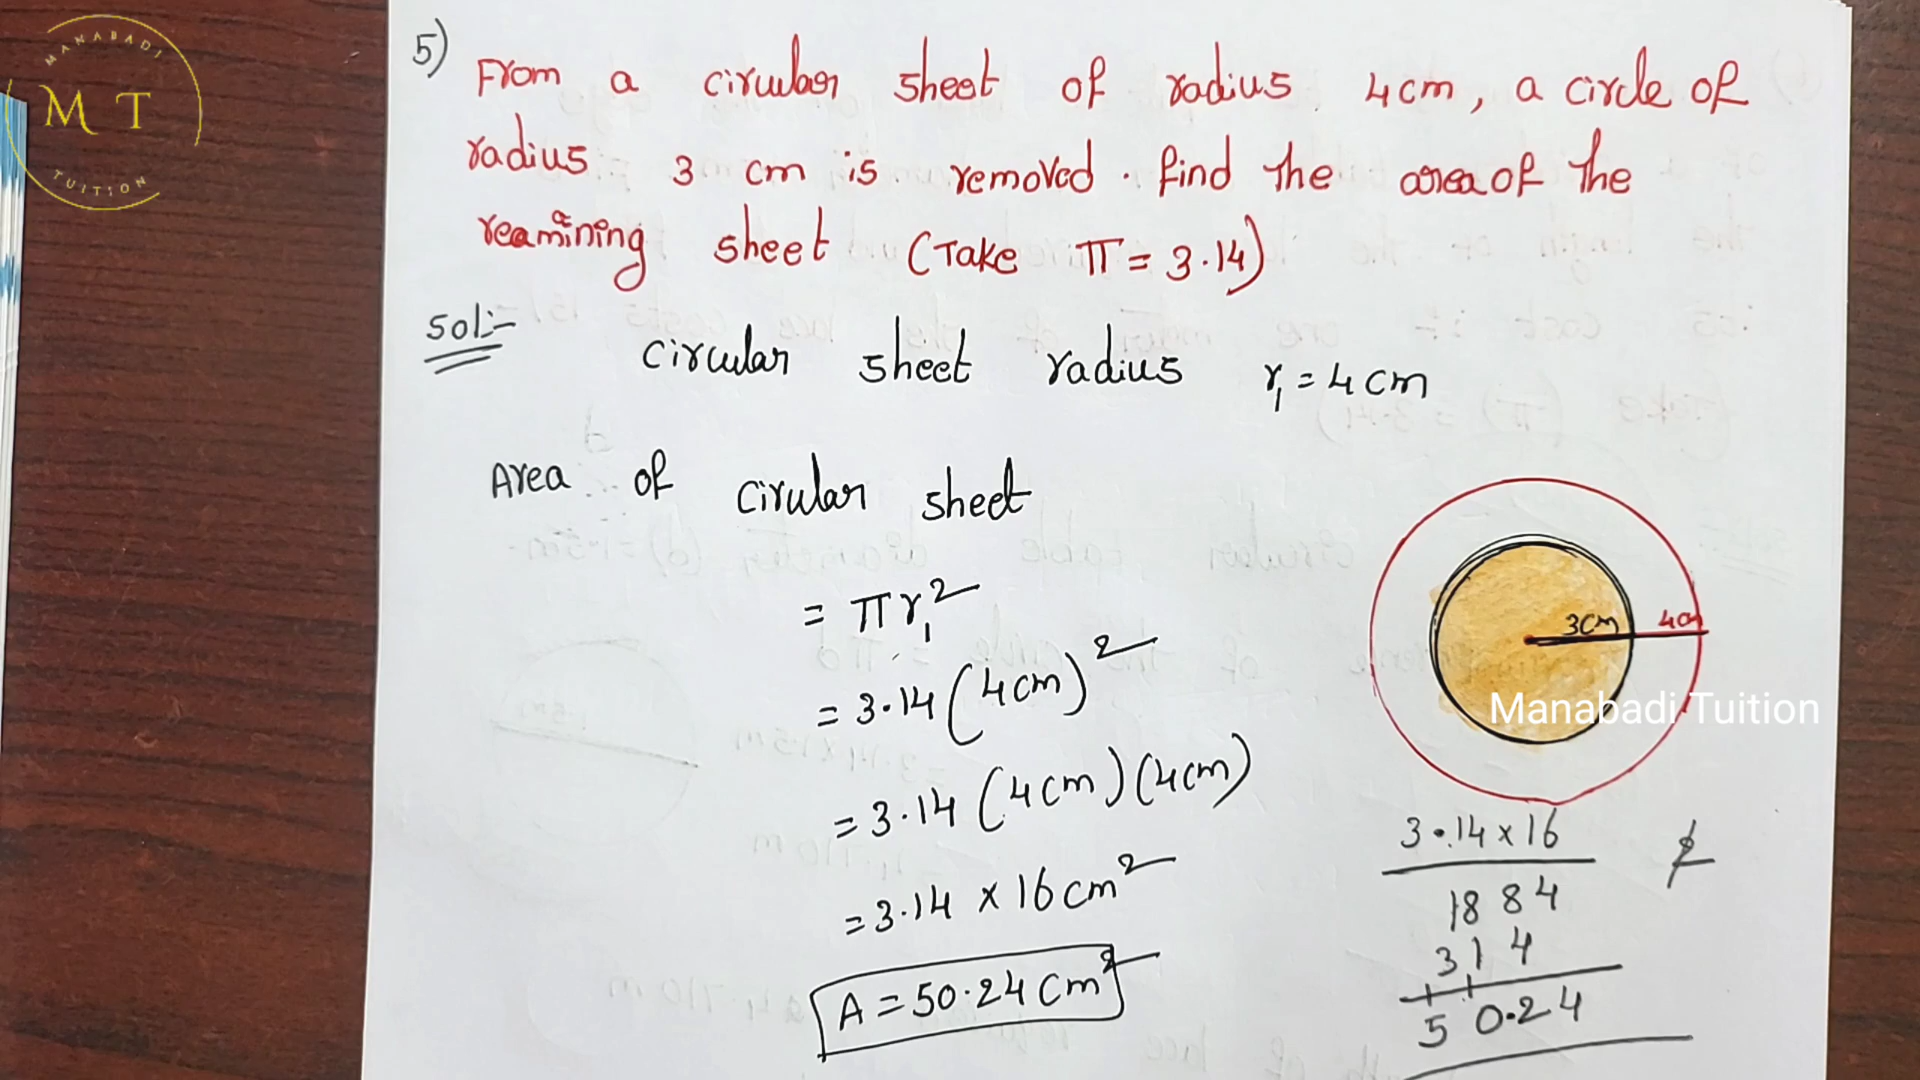 MANABADI
MT
TUITION
5)
From a cirular sheet of radius 4cm, a circle of
radius 3 cm is removed. find the area of the
reamining sheet (Take π = 3.14)
Sol:-
Circular sheet radius r₁ = 4cm
Area of Cirular sheet
= πr₁²
= 3.14 (4cm)²
= 3.14 (4cm)(4cm)
= 3.14 x 16cm²
A = 50.24 Cm²
3cm 4cm
Manabadi Tuition
3.14 x 16
1884
314
50.24